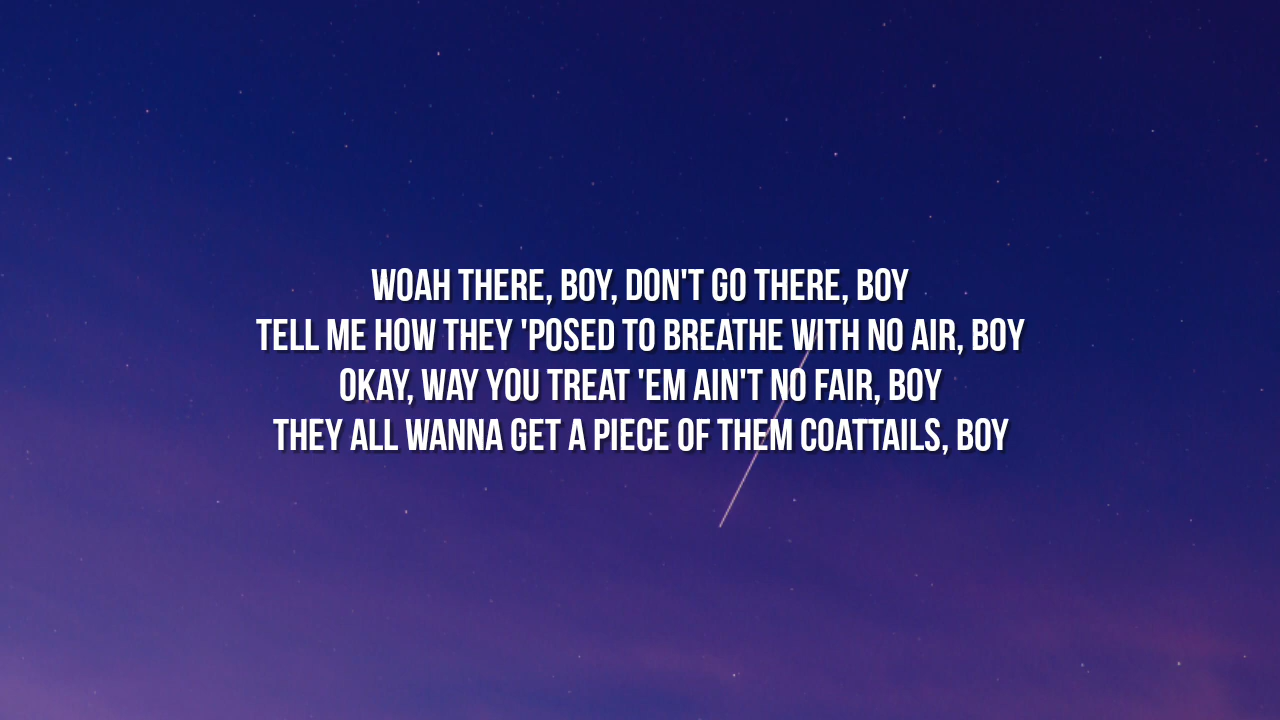 WOAH THERE, BOY, DON'T GO THERE, BOY
TELL ME HOW THEY 'POSED TO BREATHE WITH NO AIR, BOY
OKAY, WAY YOU TREAT 'EM AIN'T NO FAIR, BOY
THEY ALL WANNA GET A PIECE OF THEM COATTAILS, BOY